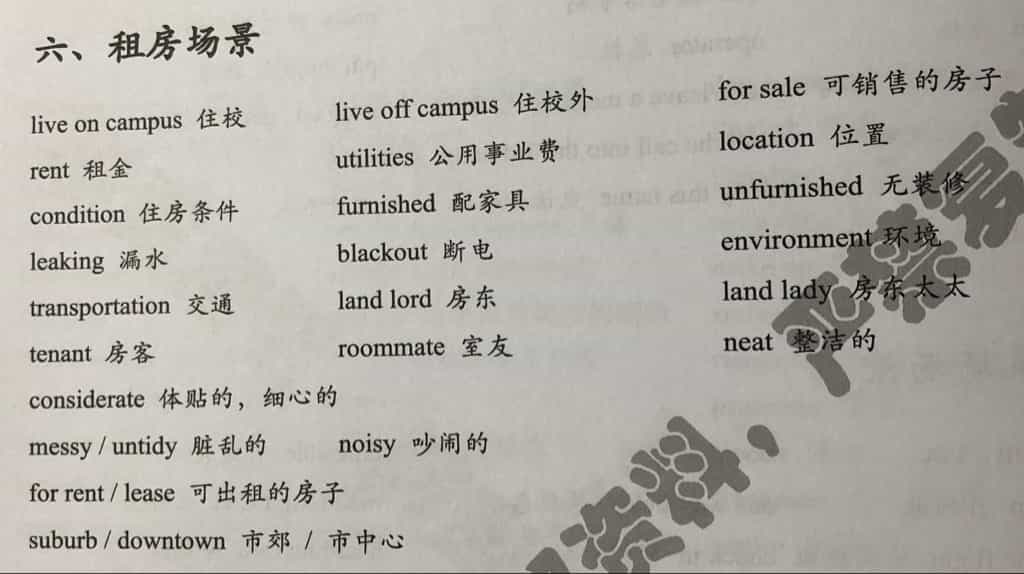 六、租房场景
live on campus 住校 live off campus 住校外 for sale 可销售的房子
rent 租金 utilities 公用事业费 location 位置
condition 住房条件 furnished 配家具 unfurnished 无装修
leaking 漏水 blackout 断电 environment 环境
transportation 交通 land lord 房东 land lady 房东太太
tenant 房客 roommate 室友 neat 整洁的
considerate 体贴的，细心的
messy / untidy 脏乱的 noisy 吵闹的
for rent / lease 可出租的房子
suburb / downtown 市郊 / 市中心
资料，严禁